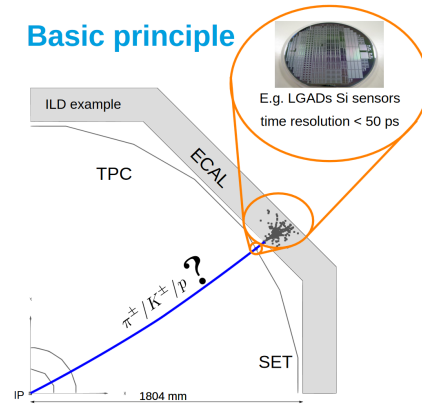 Basic principle
E.g. LGADs Si sensors
time resolution < 50 ps
ILD example
ECAL
TPC
π±/K±/p?
SET
IP
1804 mm